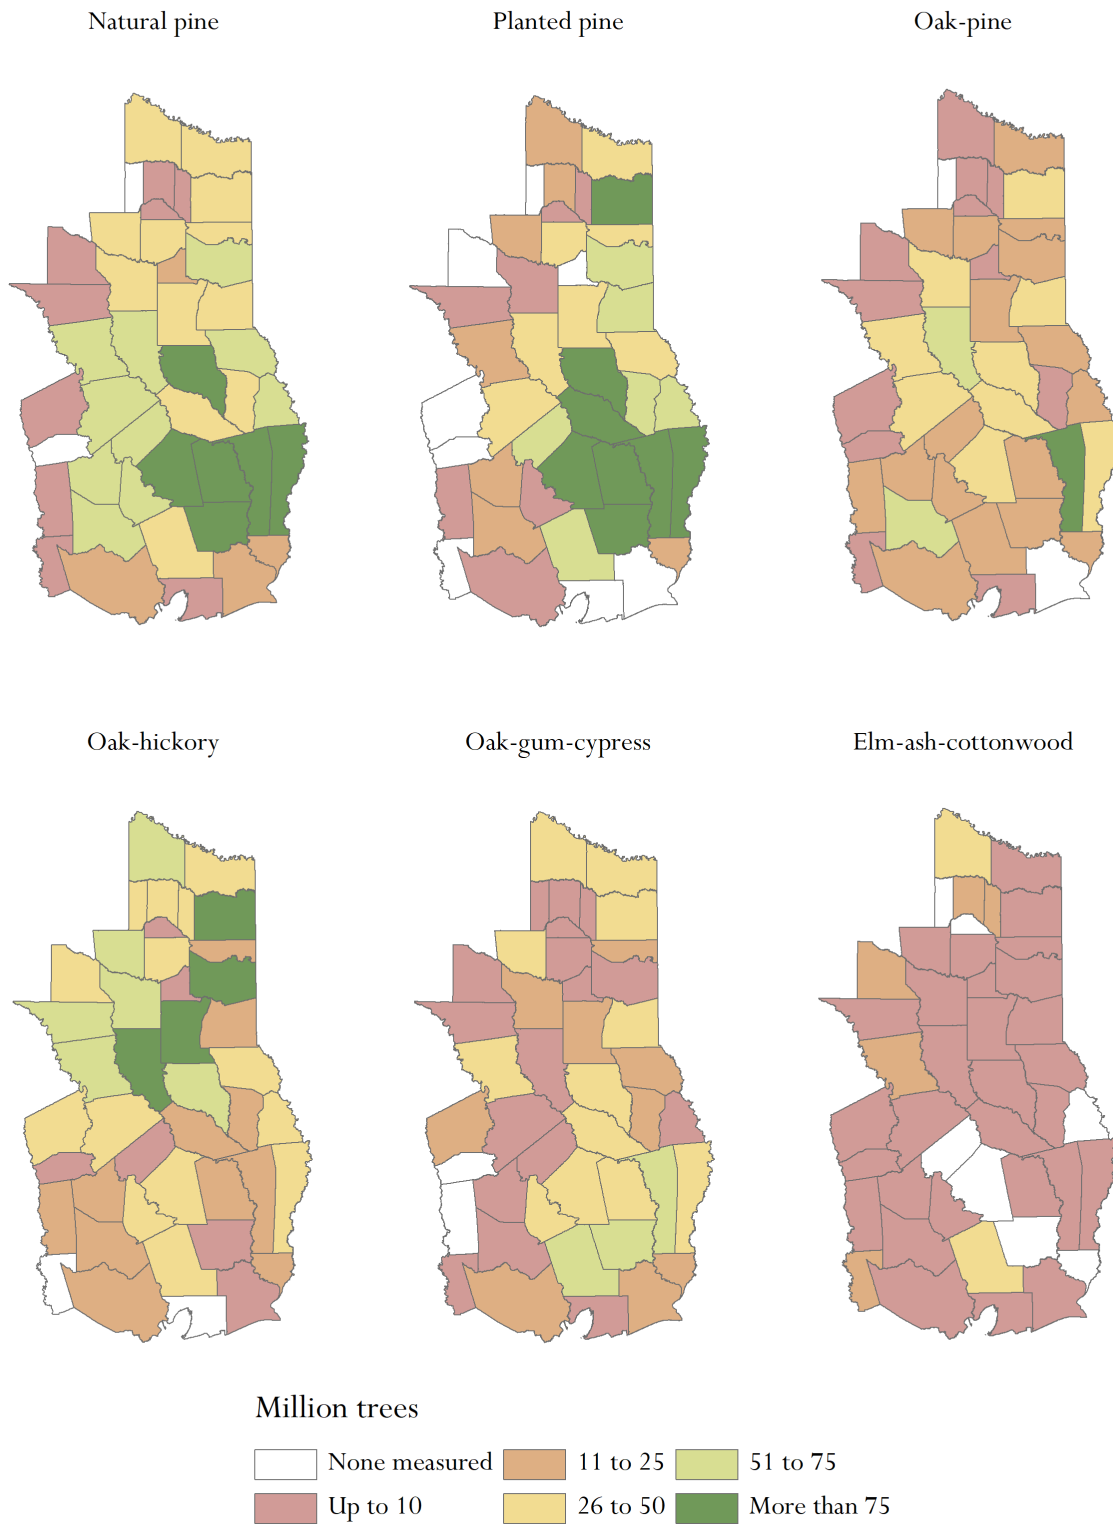 Natural pine
Planted pine
Oak-pine
Oak-hickory
Oak-gum-cypress
Elm-ash-cottonwood
Million trees
None measured
11 to 25
51 to 75
Up to 10
26 to 50
More than 75